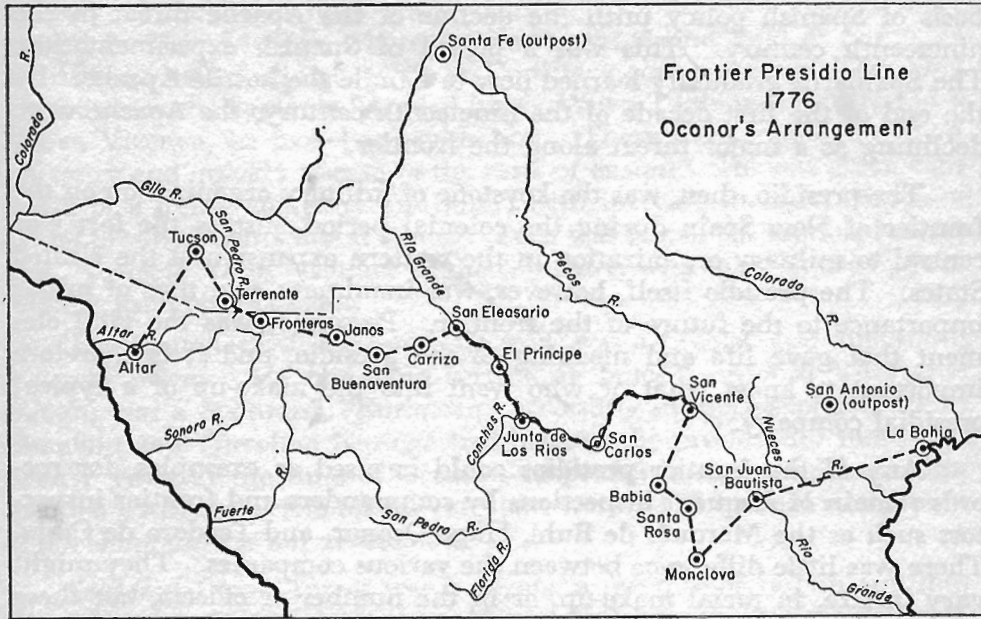 Santa Fe (outpost)
Frontier Presidio Line
1776
Oconor's Arrangement
Colorado R.
Gila R.
San Pedro R.
Tucson
Terrenate
Rio Grande
Pecos R.
Colorado R.
Altar R.
Altar
Fronteras
Janos
San Eleasario
Carrizo
San
Buenaventura
El Principe
San
Vicente
San Antonio
(outpost)
La Bahia
Nueces R.
Sonora R.
Conchos R.
Junta de
Los Rios
San
Carlos
San Juan
Bautista
Babia
Santa
Rosa
Monclova
Rio Grande
Fuerte R.
San Pedro R.
Florida R.